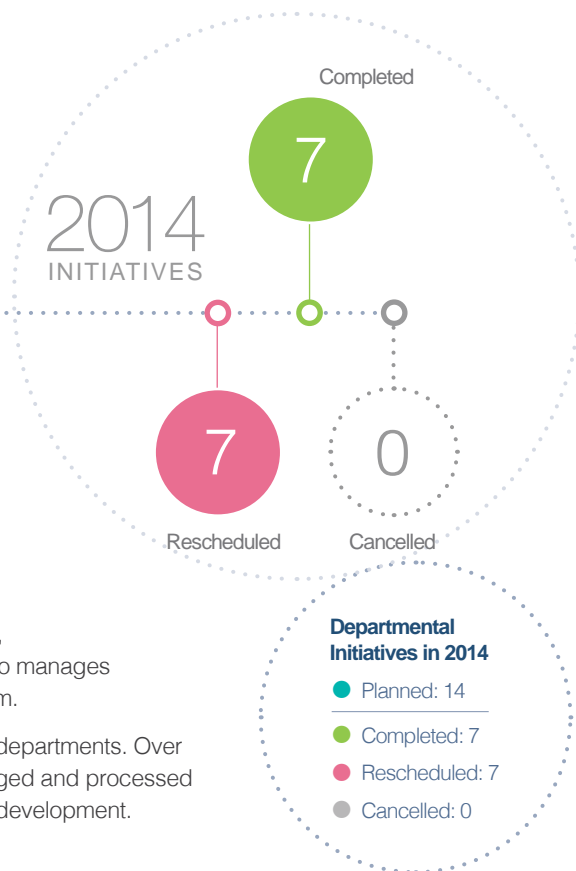 Completed
7
2014
INITIATIVES
7
0
Rescheduled
Cancelled
manages
m.
departments. Over
ged and processed
development.
Departmental
Initiatives in 2014
Planned: 14
Completed: 7
Rescheduled: 7
Cancelled: 0